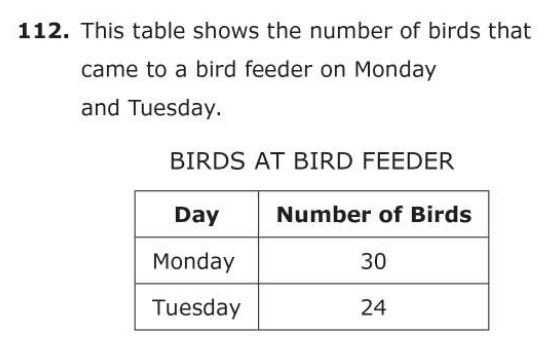 112. This table shows the number of birds that
came to a bird feeder on Monday
and Tuesday.
BIRDS AT BIRD FEEDER
Day Number of Birds
Monday 30
Tuesday 24